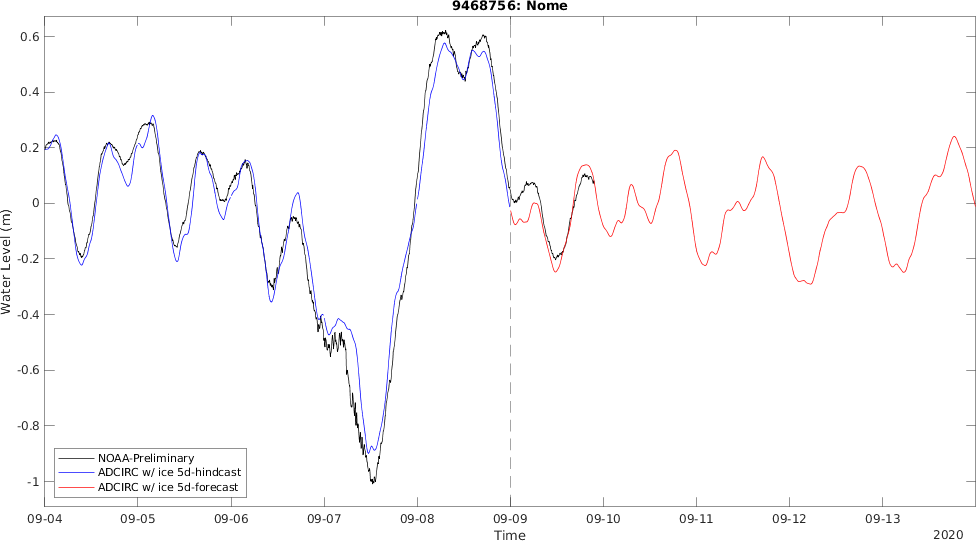 9468756: Nome
Water Level (m)
0.6
0.4
0.2
0
-0.2
-0.4
-0.6
-0.8
-1
NOAA-Preliminary
ADCIRC w/ ice 5d-hindcast
ADCIRC w/ ice 5d-forecast
09-04 09-05 09-06 09-07 09-08 09-09 09-10 09-11 09-12 09-13
Time
2020